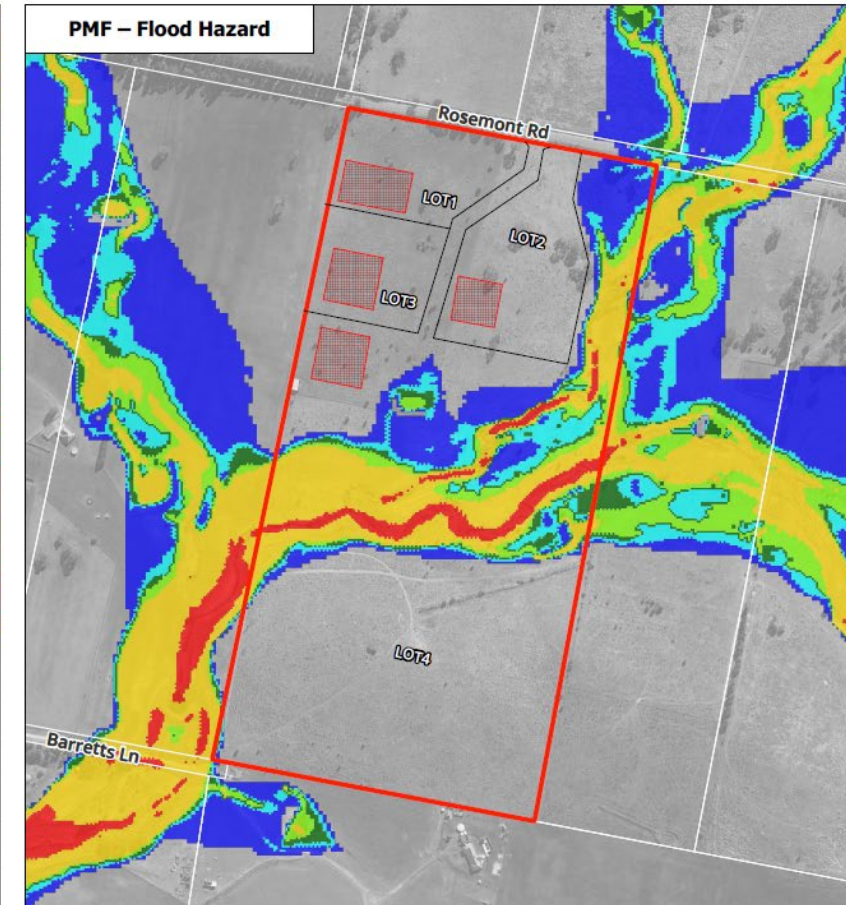 PMF – Flood Hazard
Rosemont Rd
LOT1
LOT2
LOT3
LOT4
Barretts Ln